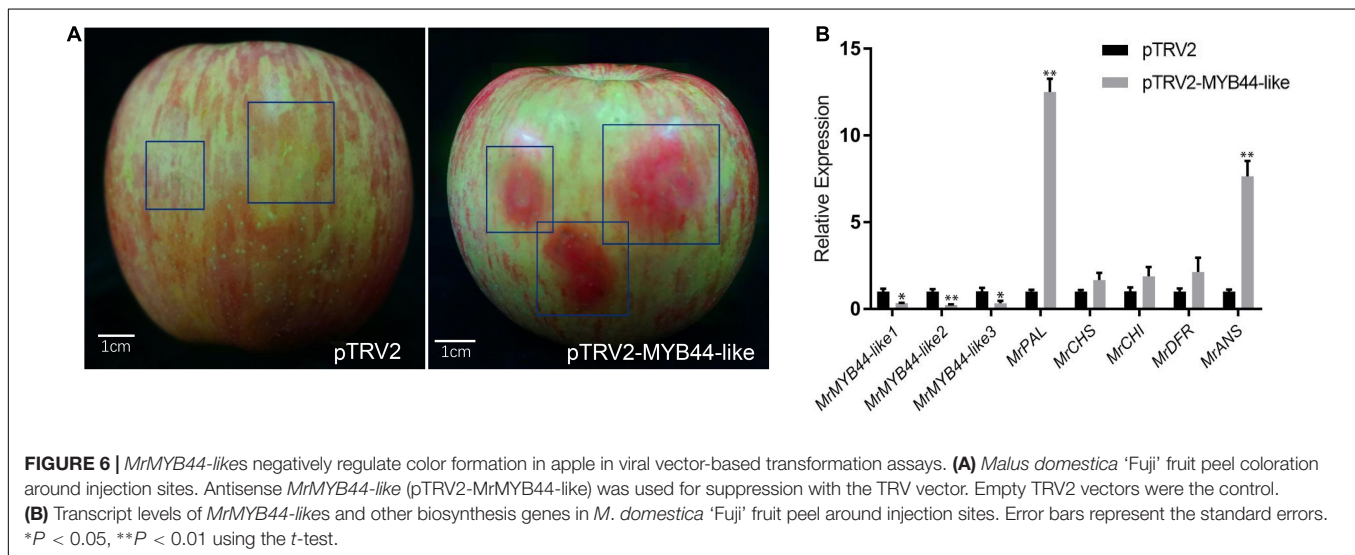 A
1cm
pTRV2
1cm
pTRV2-MYB44-like
B
pTRV2
pTRV2-MYB44-like
Relative Expression
15
10
5
0
*
**
*
**
**
MrMYB44-like1
MrMYB44-like2
MrMYB44-like3
MrPAL
MrCHS
MrCHI
MrDFR
MrANS
FIGURE 6 | MrMYB44-likes negatively regulate color formation in apple in viral vector-based transformation assays. (A) Malus domestica ‘Fuji’ fruit peel coloration
around injection sites. Antisense MrMYB44-like (pTRV2-MrMYB44-like) was used for suppression with the TRV vector. Empty TRV2 vectors were the control.
(B) Transcript levels of MrMYB44-likes and other biosynthesis genes in M. domestica ‘Fuji’ fruit peel around injection sites. Error bars represent the standard errors.
*P < 0.05, **P < 0.01 using the t-test.